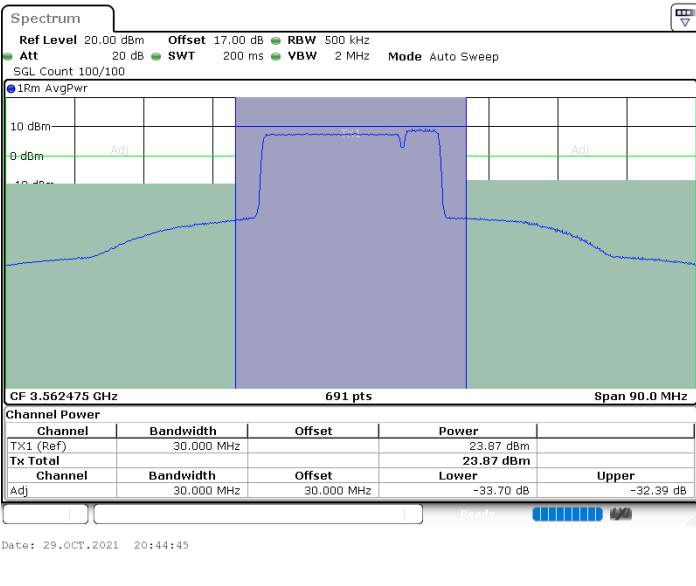 Spectrum
Ref Level 20.00 dBm Offset 17.00 dB RBW 500 kHz
Att 20 dB SWT 200 ms VBW 2 MHz Mode Auto Sweep
SGL Count 100/100
1Rm AvgPwr
10 dBm
TX1
Adj Adj
0 dBm
-10 dBm
CF 3.562475 GHz 691 pts Span 90.0 MHz
Channel Power
Channel Bandwidth Offset Power
TX1 (Ref) 30.000 MHz 23.87 dBm
Tx Total 23.87 dBm
Channel Bandwidth Offset Lower Upper
Adj 30.000 MHz 30.000 MHz -33.70 dB -32.39 dB
Ready
Date: 29.OCT.2021 20:44:45